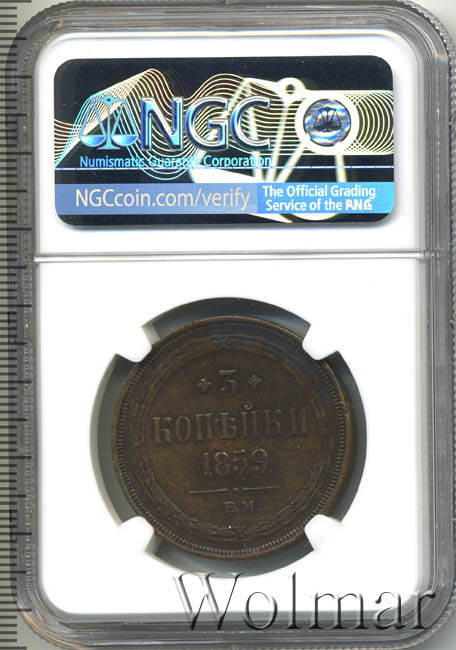 NGC
Numismatic Guaranty Corporation
NGCcoin.com/verify
The Official Grading
Service of the ANA
3
КОПѢЙКИ
1859
Е.М.
Wolmar